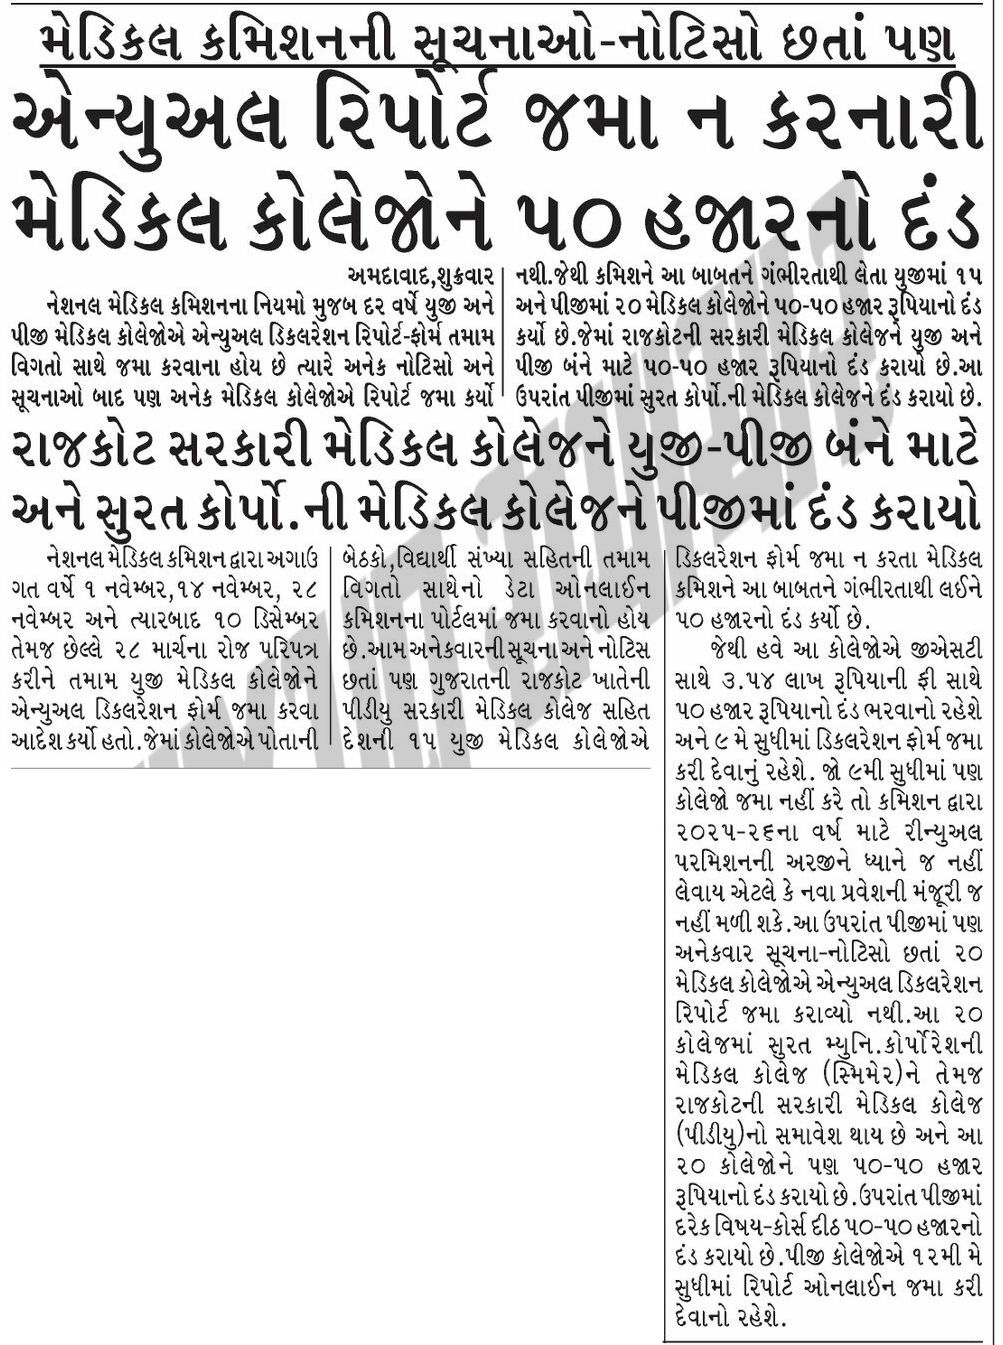 મેડિકલ કમિશનની સૂચનાઓ-નોટિસો છતાં પણ
એન્યુઅલ રિપોર્ટ જમા ન કરનારી
મેડિકલ કોલેજોને ૫૦ હજારનો દંડ
અમદાવાદ,શુક્રવાર
નેશનલ મેડિકલ કમિશનના નિયમો મુજબ દર વર્ષે યુજી અને
પીજી મેડિકલ કોલેજોએ એન્યુઅલ ડિકલરેશન રિપોર્ટ-ફોર્મ તમામ
વિગતો સાથે જમા કરવાના હોય છે ત્યારે અનેક નોટિસો અને
સૂચનાઓ બાદ પણ અનેક મેડિકલ કોલેજોએ રિપોર્ટ જમા કર્યો
નથી.જેથી કમિશને આ બાબતને ગંભીરતાથી લેતા યુજીમાં ૧૫
અને પીજીમાં ૨૦ મેડિકલ કોલેજોને ૫૦-૫૦ હજાર રૂપિયાનો દંડ
કર્યો છે.જેમાં રાજકોટની સરકારી મેડિકલ કોલેજને યુજી અને
પીજી બંને માટે ૫૦-૫૦ હજાર રૂપિયાનો દંડ કરાયો છે.આ
ઉપરાંત પીજીમાં સુરત કોર્પો.ની મેડિકલ કોલેજને દંડ કરાયો છે.
રાજકોટ સરકારી મેડિકલ કોલેજને યુજી-પીજી બંને માટે
અને સુરત કોર્પો.ની મેડિકલ કોલેજને પીજીમાં દંડ કરાયો
નેશનલ મેડિકલ કમિશન દ્વારા અગાઉ
ગત વર્ષે ૧ નવેમ્બર,૧૪ નવેમ્બર, ૨૮
નવેમ્બર અને ત્યારબાદ ૧૦ ડિસેમ્બર
તેમજ છેલ્લે ૨૮ માર્ચના રોજ પરિપત્ર
કરીને તમામ યુજી મેડિકલ કોલેજોને
એન્યુઅલ ડિકલરેશન ફોર્મ જમા કરવા
આદેશ કર્યો હતો.જેમાં કોલેજોએ પોતાની
બેઠકો,વિદ્યાર્થી સંખ્યા સહિતની તમામ
વિગતો સાથેનો ડેટા ઓનલાઈન
કમિશનના પોર્ટલમાં જમા કરવાનો હોય
છે.આમ અનેકવારની સૂચના અને નોટિસ
છતાં પણ ગુજરાતની રાજકોટ ખાતેની
પીડીયુ સરકારી મેડિકલ કોલેજ સહિત
દેશની ૧૫ યુજી મેડિકલ કોલેજોએ
ડિકલરેશન ફોર્મ જમા ન કરતા મેડિકલ
કમિશને આ બાબતને ગંભીરતાથી લઈને
૫૦ હજારનો દંડ કર્યો છે.
જેથી હવે આ કોલેજોએ જીએસટી
સાથે ૩.૫૪ લાખ રૂપિયાની ફી સાથે
૫૦ હજાર રૂપિયાનો દંડ ભરવાનો રહેશે
અને ૯ મે સુધીમાં ડિકલરેશન ફોર્મ જમા
કરી દેવાનું રહેશે. જો ૯મી સુધીમાં પણ
કોલેજો જમા નહીં કરે તો કમિશન દ્વારા
૨૦૨૫-૨૬ના વર્ષ માટે રીન્યુઅલ
પરમિશનની અરજીને ધ્યાને જ નહીં
લેવાય એટલે કે નવા પ્રવેશની મંજૂરી જ
નહીં મળી શકે.આ ઉપરાંત પીજીમાં પણ
અનેકવાર સૂચના-નોટિસો છતાં ૨૦
મેડિકલ કોલેજોએ એન્યુઅલ ડિકલરેશન
રિપોર્ટ જમા કરાવ્યો નથી.આ ૨૦
કોલેજમાં સુરત મ્યુનિ.કોર્પોરેશની
મેડિકલ કોલેજ (સ્મિમેર)ને તેમજ
રાજકોટની સરકારી મેડિકલ કોલેજ
(પીડીયુ)નો સમાવેશ થાય છે અને આ
૨૦ કોલેજોને પણ ૫૦-૫૦ હજાર
રૂપિયાનો દંડ કરાયો છે.ઉપરાંત પીજીમાં
દરેક વિષય-કોર્સ દીઠ ૫૦-૫૦ હજારનો
દંડ કરાયો છે.પીજી કોલેજોએ ૧૨મી મે
સુધીમાં રિપોર્ટ ઓનલાઈન જમા કરી
દેવાનો રહેશે.